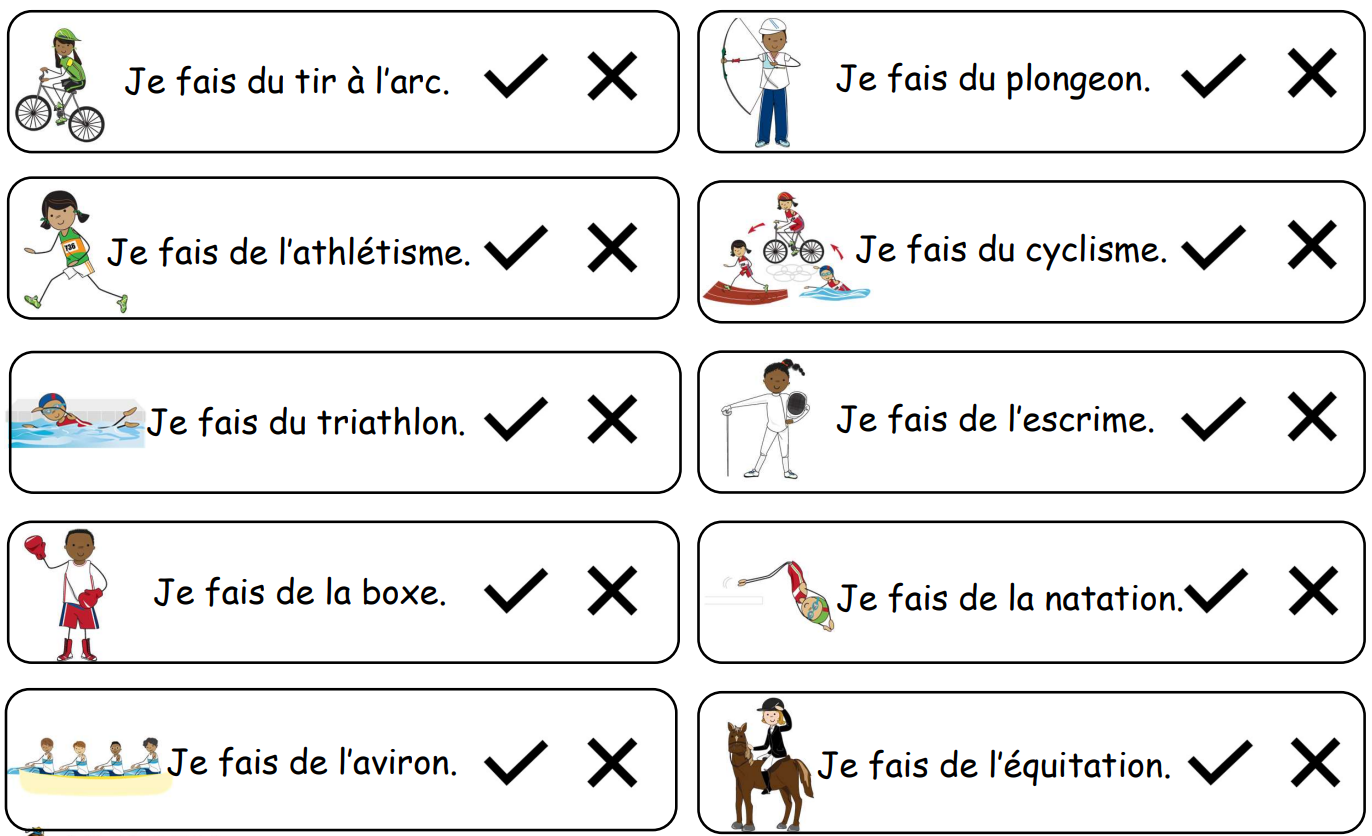 Je fais du tir à l'arc.
Je fais du plongeon.
736
Je fais de l'athlétisme.
Je fais du cyclisme.
Je fais du triathlon.
Je fais de l'escrime.
Je fais de la boxe.
Je fais de la natation.
Je fais de l'aviron.
Je fais de l'équitation.